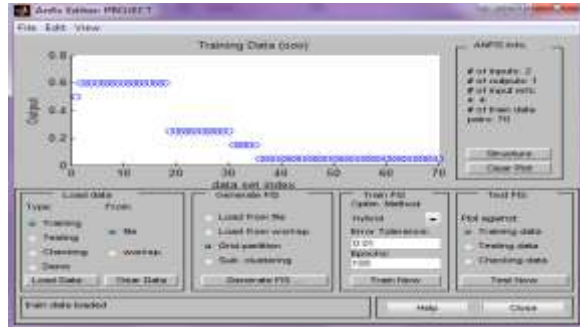 Anfis Editor: PROJECT
File Edit View
Training Data (ooo)
0.8
0.6
0.4
0.2
0
Output
0 10 20 30 40 50 60 70
data set index
ANFIS Info.
# of inputs: 2
# of outputs: 1
# of input mfs:
4 4
# of train data
pairs: 70
Structure
Clear Plot
Load data
Type: From:
Training
Testing
Checking
Demo
file
worksp.
Load Data... Clear Data
Generate FIS
Load from file
Load from worksp.
Grid partition
Sub. clustering
Generate FIS ...
Train FIS
Optim. Method:
hybrid
Error Tolerance:
0.01
Epochs:
100
Train Now
Test FIS
Plot against:
Training data
Testing data
Checking data
Test Now
train data loaded
Help
Close